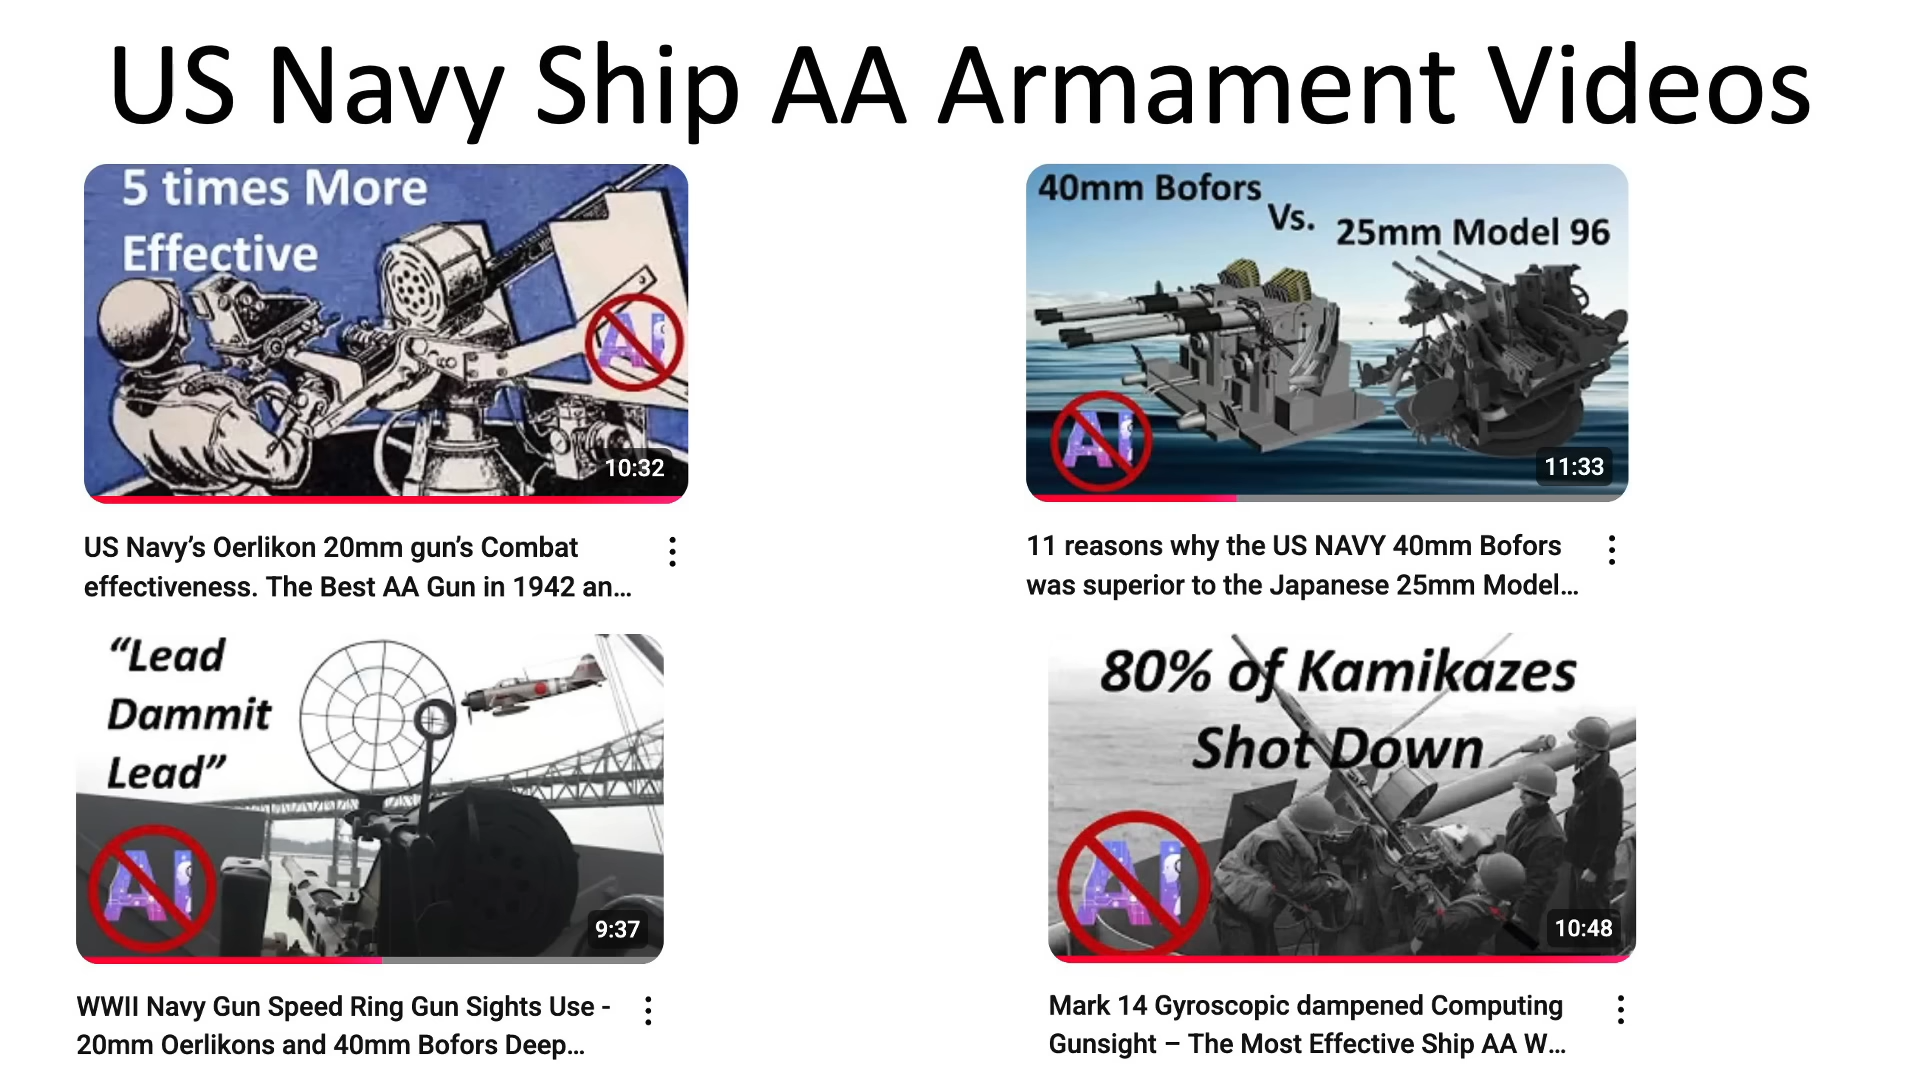 US Navy Ship AA Armament Videos
5 times More
Effective
AI
10:32
US Navy’s Oerlikon 20mm gun’s Combat
effectiveness. The Best AA Gun in 1942 an...
40mm Bofors
Vs.
25mm Model 96
AI
11:33
11 reasons why the US NAVY 40mm Bofors
was superior to the Japanese 25mm Model...
“Lead
Dammit
Lead”
AI
9:37
WWII Navy Gun Speed Ring Gun Sights Use -
20mm Oerlikons and 40mm Bofors Deep...
80% of Kamikazes
Shot Down
AI
10:48
Mark 14 Gyroscopic dampened Computing
Gunsight – The Most Effective Ship AA W...